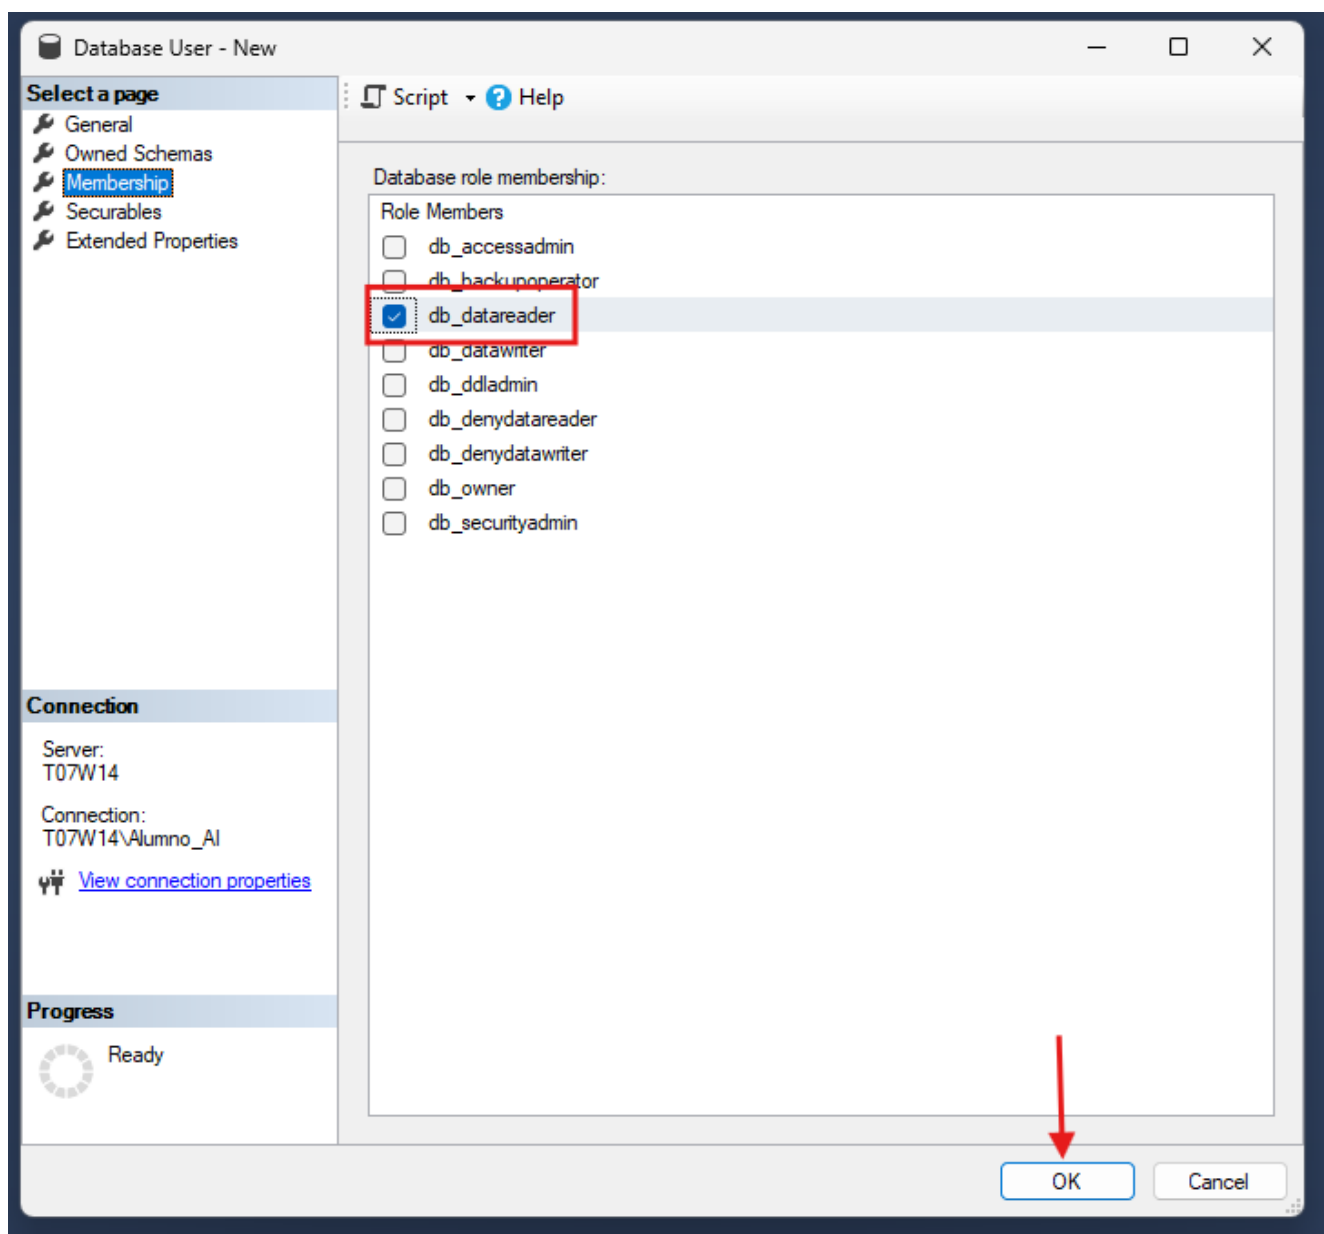 Database User - New
Select a page
General
Owned Schemas
Membership
Securables
Extended Properties
Script
Help
Database role membership:
Role Members
db_accessadmin
db_backupoperator
db_datareader
db_datawriter
db_ddladmin
db_denydatareader
db_denydatawriter
db_owner
db_securityadmin
Connection
Server:
T07W14
Connection:
T07W14\Alumno_AI
View connection properties
Progress
Ready
OK
Cancel